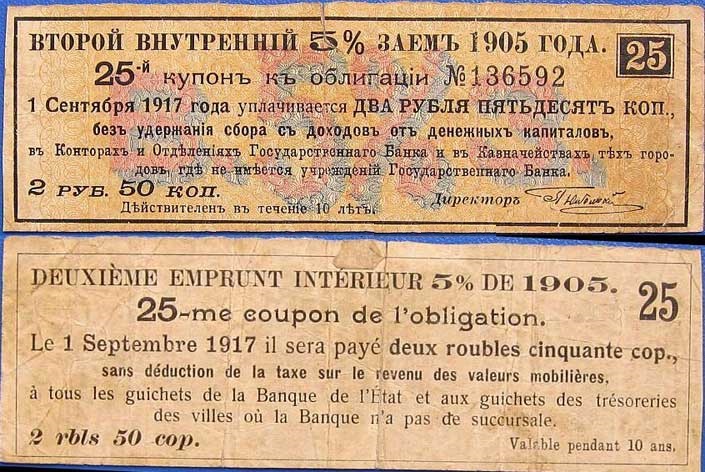 ВТОРОЙ ВНУТРЕННІЙ 5% ЗАЕМЪ 1905 ГОДА.
25
25-й купонъ къ облигаціи №136592
1 Сентября 1917 года уплачивается ДВА РУБЛЯ ПЯТЬДЕСЯТЪ КОП.,
безъ удержанія сбора съ доходовъ отъ денежныхъ капиталовъ,
въ Конторахъ и Отдѣленіяхъ Государственнаго Банка и въ Казначействахъ тѣхъ горо-
довъ, гдѣ не имѣется учрежденій Государственнаго Банка.
2 РУБ. 50 КОП.
Директоръ
Дѣйствителенъ въ теченіе 10 лѣтъ.
DEUXIÈME EMPRUNT INTÉRIEUR 5% DE 1905.
25
25-me coupon de l'obligation.
Le 1 Septembre 1917 il sera payé deux roubles cinquante cop.,
sans déduction de la taxe sur le revenu des valeurs mobilières,
à tous les guichets de la Banque de l'État et aux guichets des trésoreries
des villes où la Banque n'a pas de succursale.
2 rbls 50 cop.
Valable pendant 10 ans.